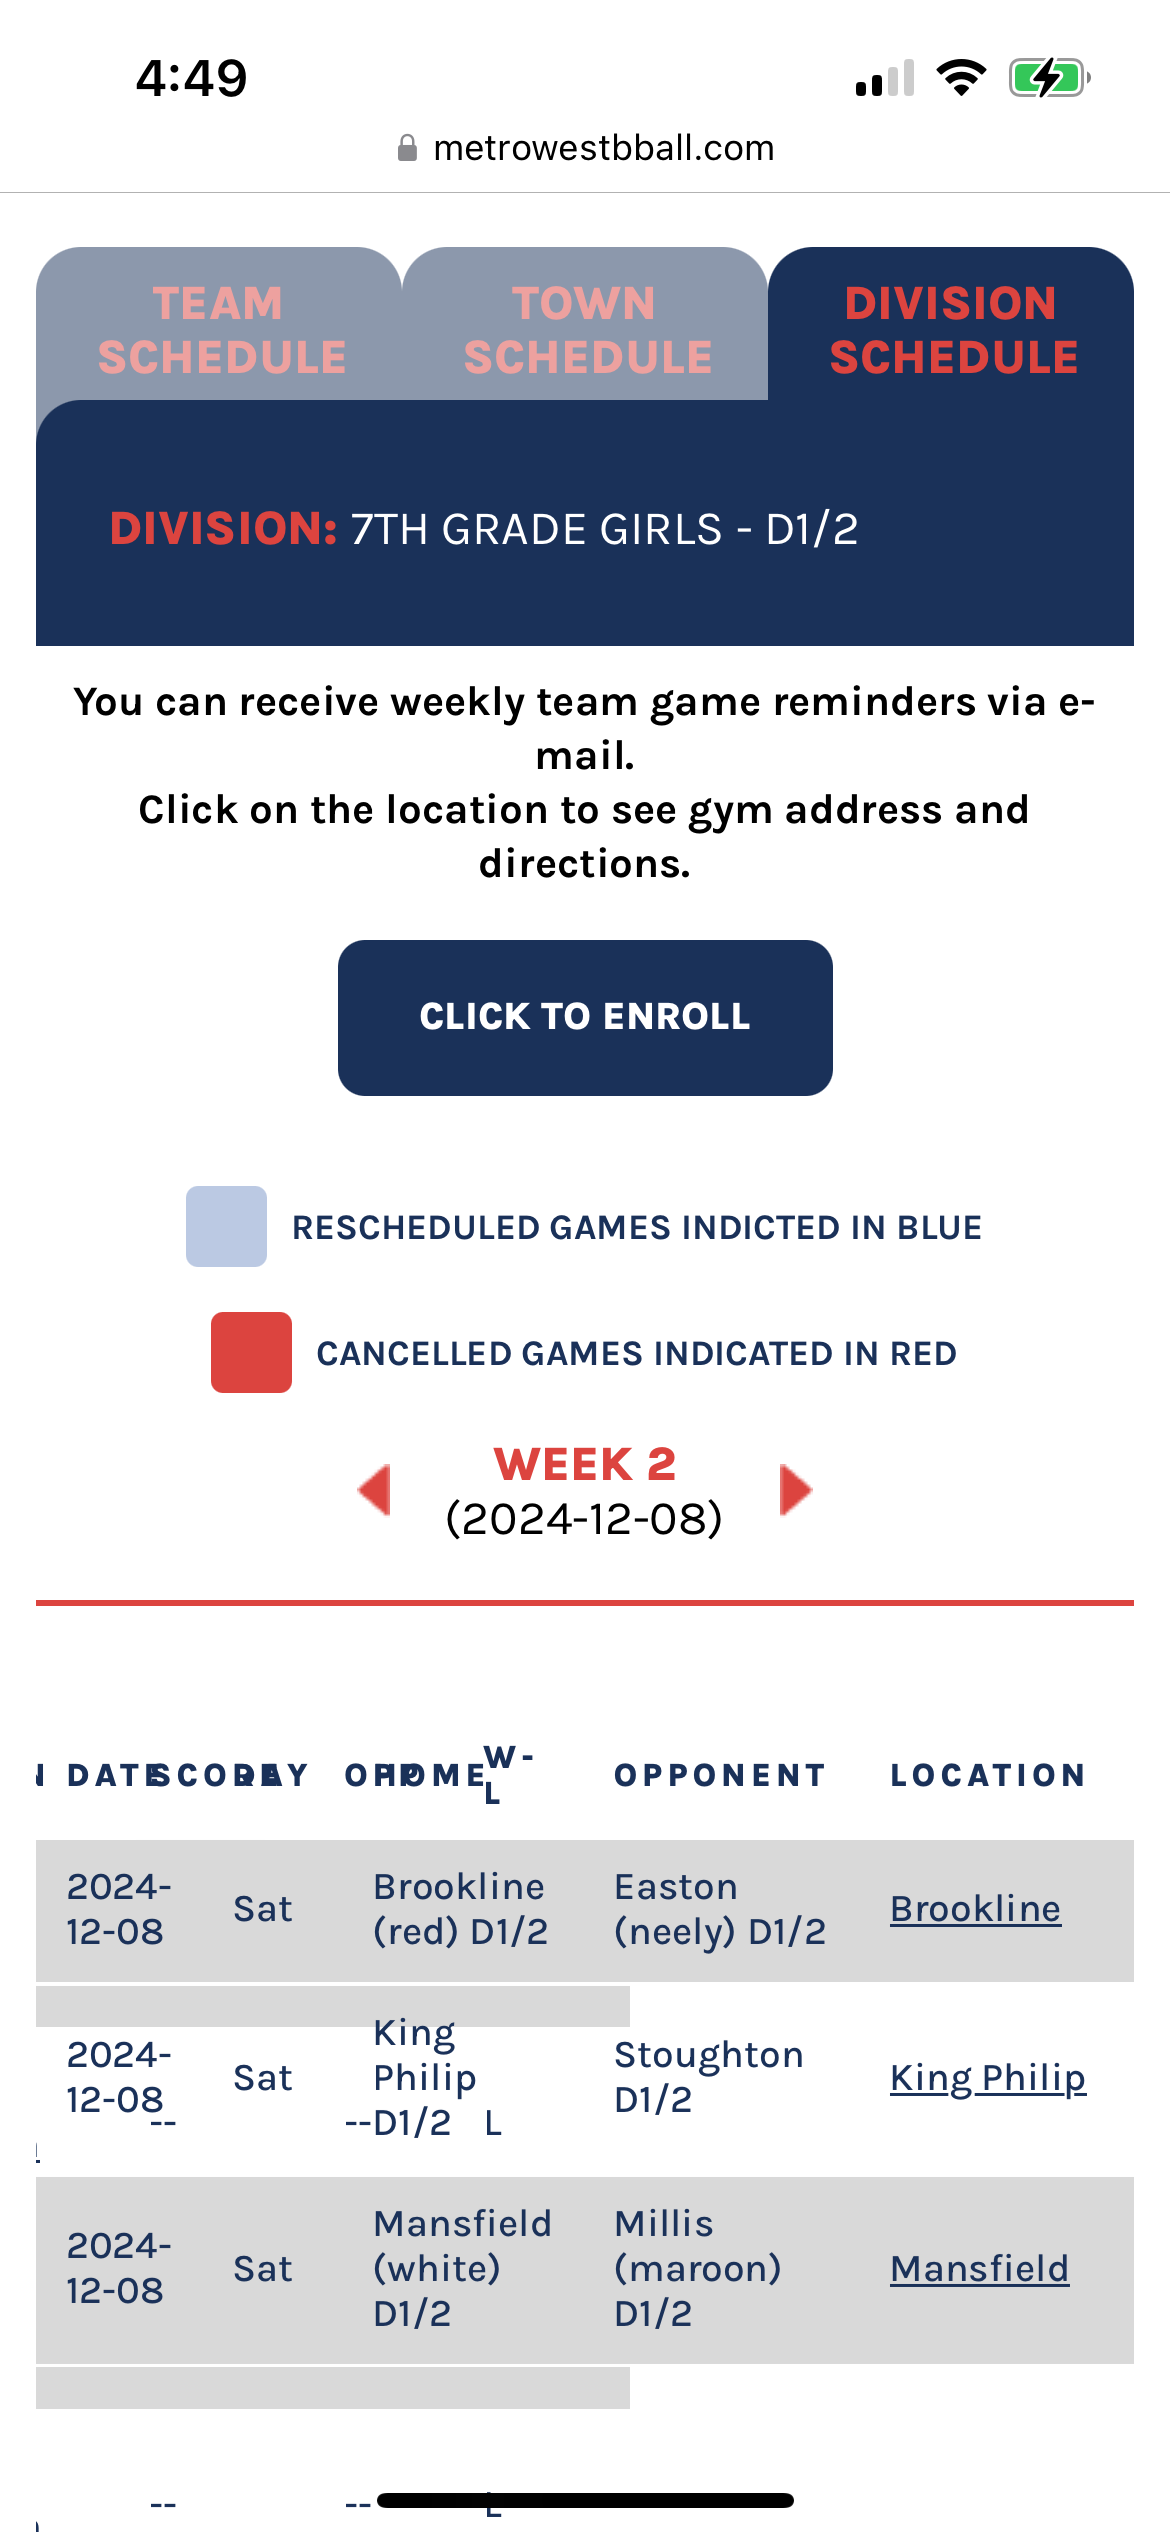 4:49
metrowestbball.com
TEAM SCHEDULE
TOWN SCHEDULE
DIVISION SCHEDULE
DIVISION: 7TH GRADE GIRLS - D1/2
You can receive weekly team game reminders via e-
mail.
Click on the location to see gym address and
directions.
CLICK TO ENROLL
RESCHEDULED GAMES INDICTED IN BLUE
CANCELLED GAMES INDICATED IN RED
WEEK 2
(2024-12-08)
DATE SCORE DAY OPP HOME W-L OPPONENT LOCATION
2024-12-08 Sat Brookline (red) D1/2 Easton (neely) D1/2 Brookline
2024-12-08 Sat King Philip D1/2 Stoughton D1/2 King Philip
-- -- L
2024-12-08 Sat Mansfield (white) D1/2 Millis (maroon) D1/2 Mansfield
-- -- L